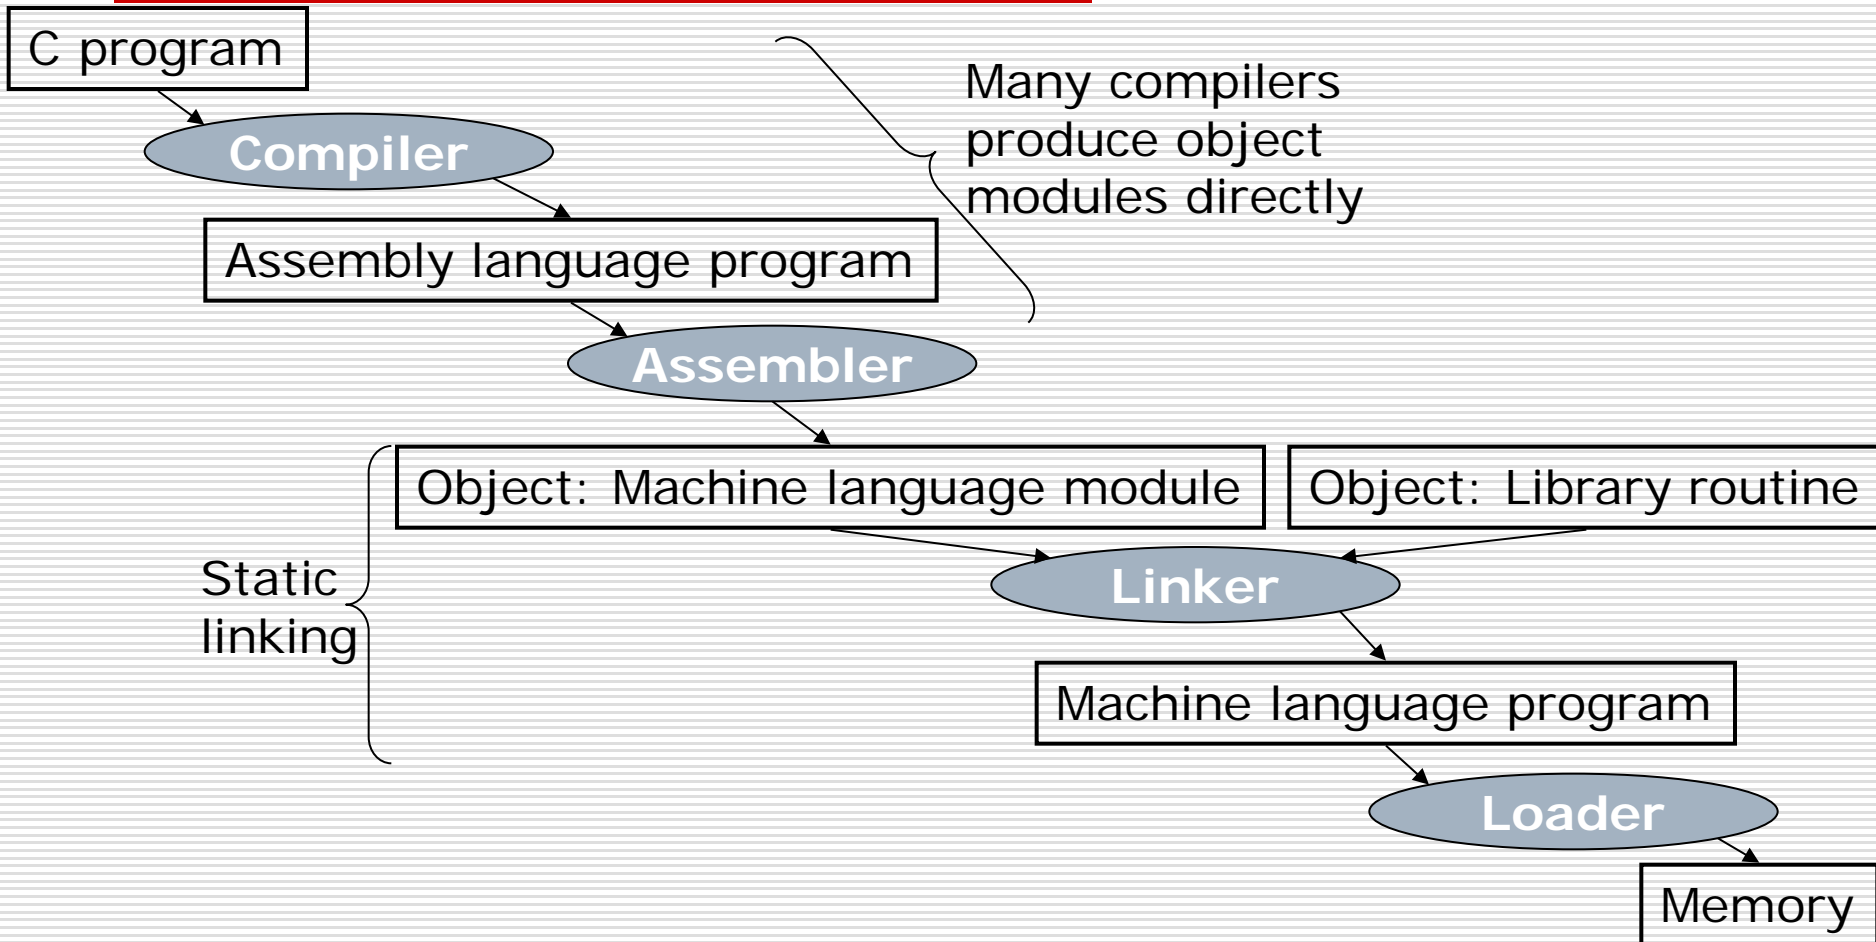 C program
Many compilers
produce object
modules directly
Compiler
Assembly language program
Assembler
Object: Machine language module
Object: Library routine
Static
linking
Linker
Machine language program
Loader
Memory